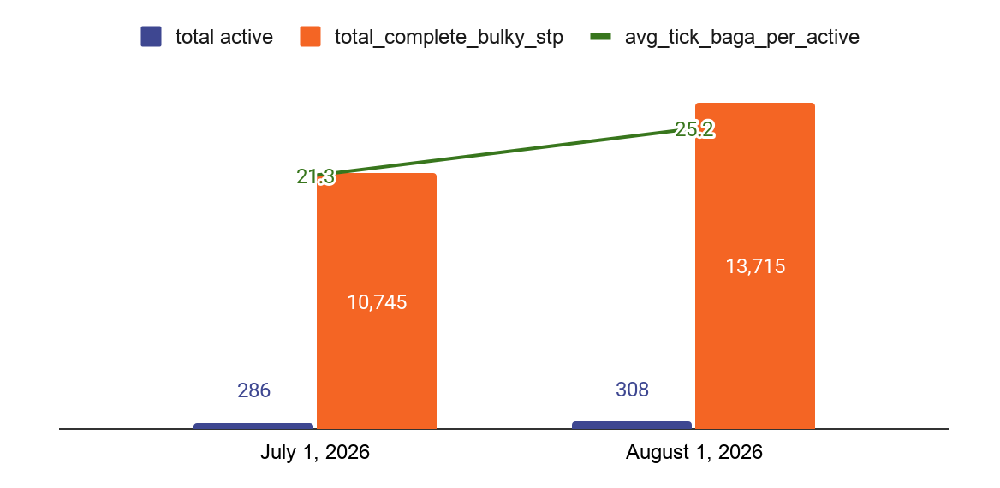 total active total_complete_bulky_stp avg_tick_baga_per_active
25.2
21.3
13,715
10,745
286 308
July 1, 2026 August 1, 2026